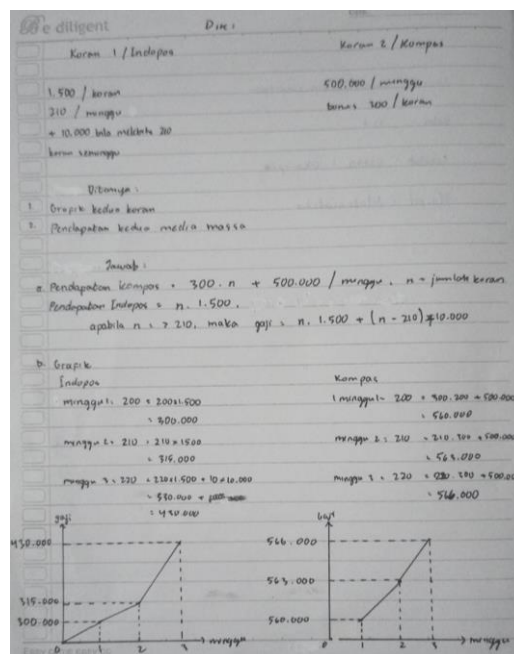 e diligent
Dik:
Koran 1 / Indopos
Koran 2 / Kompas
1.500 / koran
210 / minggu
+ 10.000 bila melebihi 210
koran seminggu
500.000 / minggu
bonus 300 / koran
Ditanya:
1. Grafik kedua koran
2. Pendapatan kedua media massa
Jawab:
a. Pendapatan kompas = 300.n + 500.000 / minggu, n = jumlah koran
Pendapatan Indopos = n. 1.500,
apabila n > 210, maka gaji = n. 1.500 + (n - 210) 10.000
b. Grafik
Indopos
minggu 1 = 200 = 200x1.500
= 300.000
minggu 2 = 210 = 210 x 1500
= 315.000
minggu 3 = 220 = 220x1.500 + 10 x 10.000
= 330.000 +
= 430.000
Kompas
minggu 1 = 200 = 300.200 + 500.000
= 560.000
minggu 2 = 210 = 210.300 + 500.000
= 563.000
minggu 3 = 220 = 220.300 + 500.0
= 566.000
gaji
430.000
315.000
300.000
0 1 2 3 minggu
Gaji
566.000
563.000
560.000
0 1 2 3 minggu